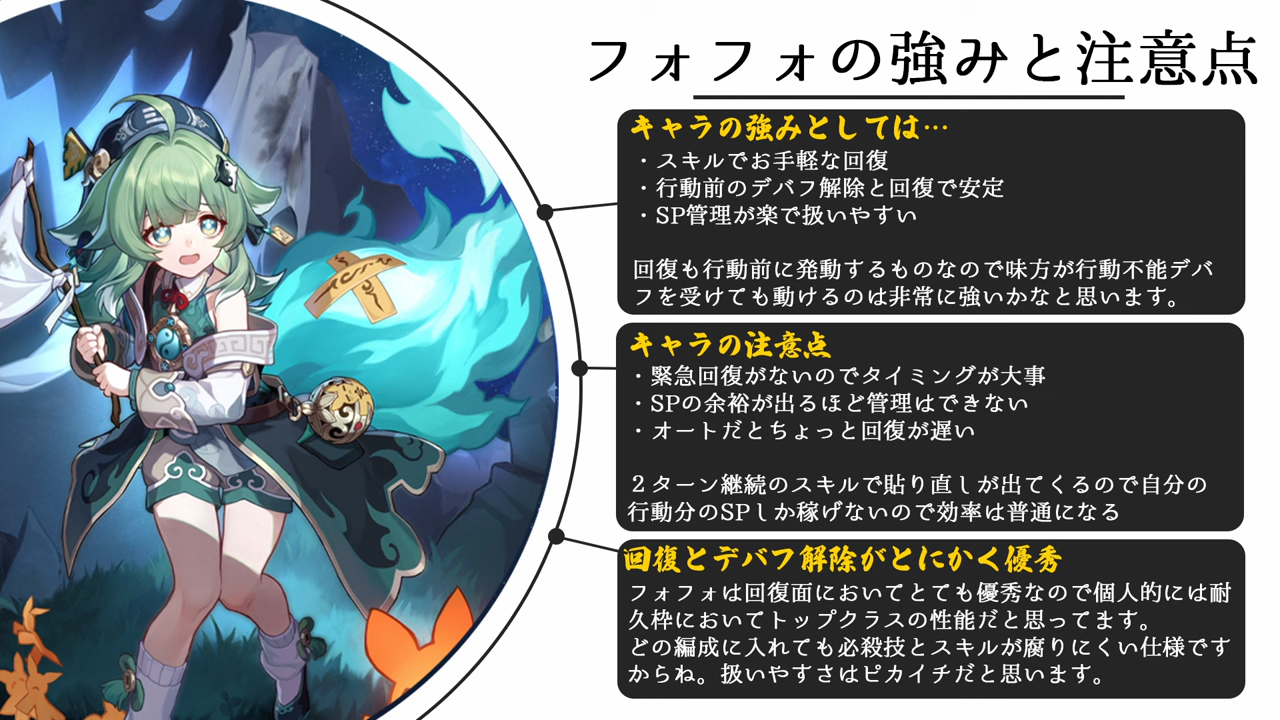 フォフォの強みと注意点
キャラの強みとしては…
・スキルでお手軽な回復
・行動前のデバフ解除と回復で安定
・SP管理が楽で扱いやすい
回復も行動前に発動するものなので味方が行動不能デバ
フを受けても動けるのは非常に強いかなと思います。
キャラの注意点
・緊急回復がないのでタイミングが大事
・SPの余裕が出るほど管理はできない
・オートだとちょっと回復が遅い
２ターン継続のスキルで貼り直しが出てくるので自分の
行動分のSPしか稼げないので効率は普通になる
回復とデバフ解除がとにかく優秀
フォフォは回復面においてとても優秀なので個人的には耐
久枠においてトップクラスの性能だと思ってます。
どの編成に入れても必殺技とスキルが腐りにくい仕様です
からね。扱いやすさはピカイチだと思います。